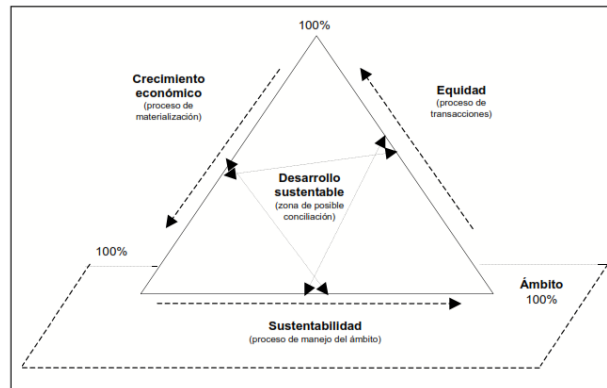 100%
Crecimiento
económico
(proceso de
materialización)
Equidad
(proceso de
transacciones)
Desarrollo
sustentable
(zona de posible
conciliación)
100%
Ámbito
100%
Sustentabilidad
(proceso de manejo del ámbito)